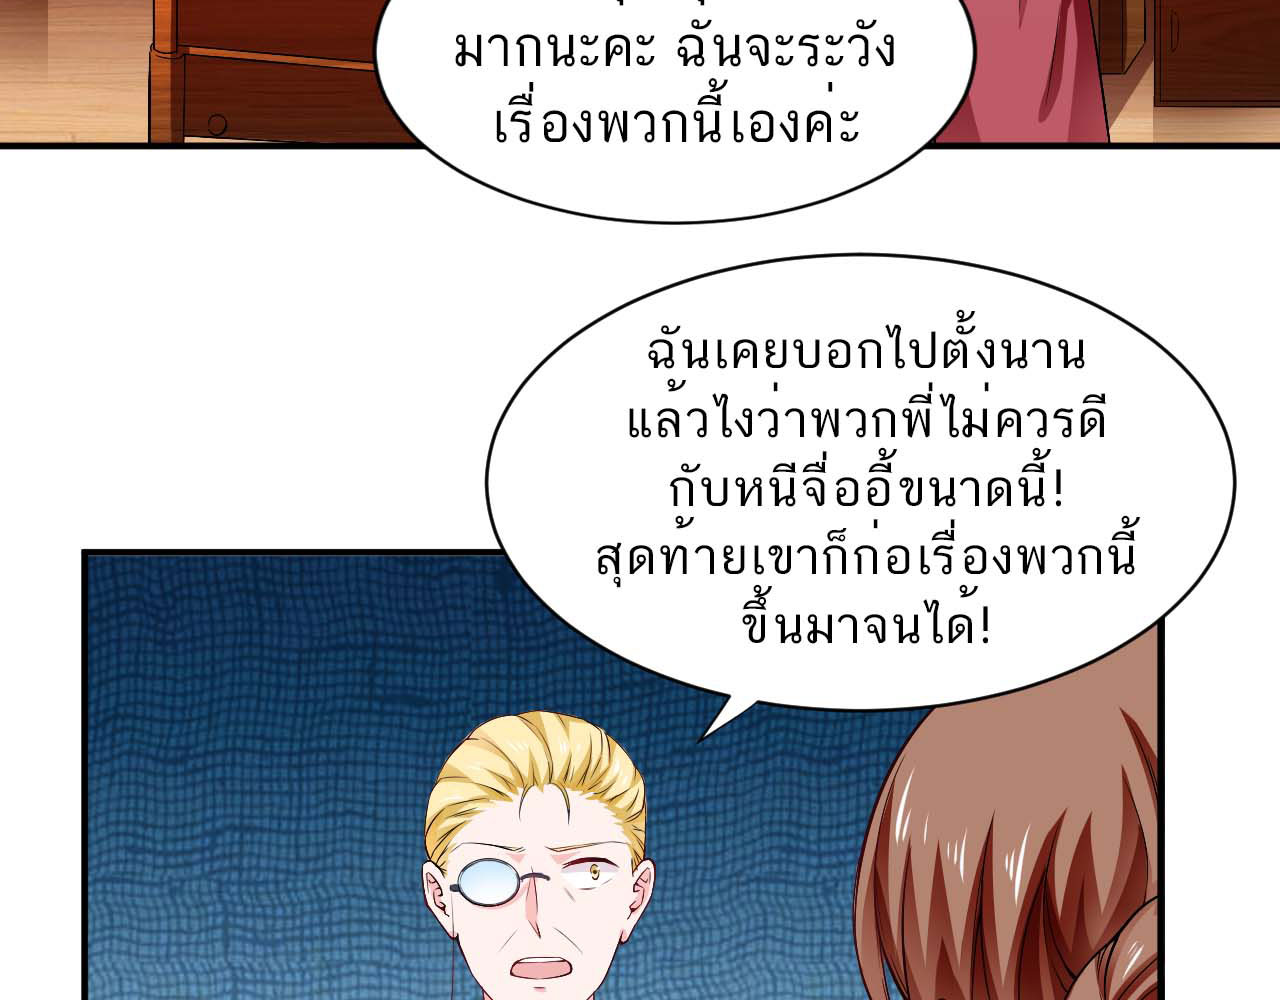 มากนะคะ ฉันจะระวัง
เรื่องพวกนี้เองค่ะ
ฉันเคยบอกไปตั้งนาน
แล้วไงว่าพวกพี่ไม่ควรดี
กับหนีจื่ออี้ขนาดนี้!
สุดท้ายเขาก็ก่อเรื่องพวกนี้
ขึ้นมาจนได้!